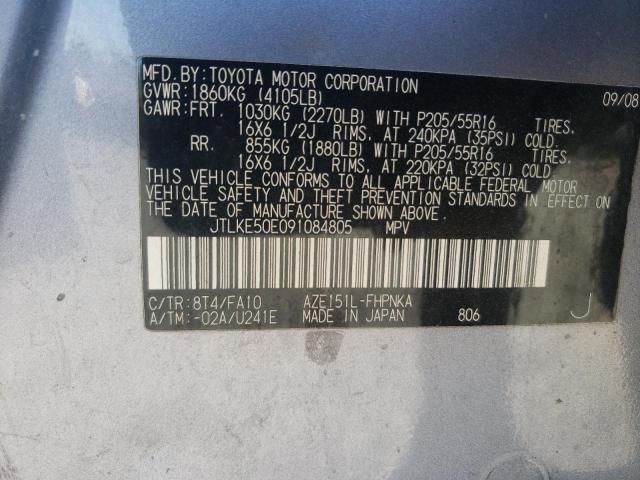 MFD. BY: TOYOTA MOTOR CORPORATION 09/08
GVWR: 1860KG (4105LB)
GAWR: FRT. 1030KG (2270LB) WITH P205/55R16 TIRES.
16X6 1/2J RIMS, AT 240KPA (35PSI) COLD.
RR. 855KG (1880LB) WITH P205/55R16 TIRES.
16X6 1/2J RIMS, AT 220KPA (32PSI) COLD
THIS VEHICLE CONFORMS TO ALL APPLICABLE FEDERAL MOTOR
VEHICLE SAFETY AND THEFT PREVENTION STANDARDS IN EFFECT ON
THE DATE OF MANUFACTURE SHOWN ABOVE.
JTLKE50E091084805 MPV
C/TR: 8T4/FA10 AZE151L-FHPNKA
A/TM: -02A/U241E MADE IN JAPAN 806 J